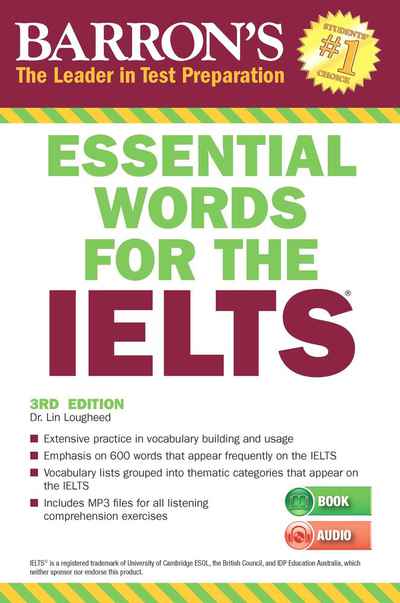 BARRON'S
The Leader in Test Preparation
STUDENTS'
#1
CHOICE
ESSENTIAL
WORDS
FOR THE
IELTS®
3RD EDITION
Dr. Lin Lougheed
Extensive practice in vocabulary building and usage
Emphasis on 600 words that appear frequently on the IELTS
Vocabulary lists grouped into thematic categories that appear on
the IELTS
Includes MP3 files for all listening
comprehension exercises
BOOK
AUDIO
IELTS® is a registered trademark of University of Cambridge ESOL, the British Council, and IDP Education Australia, which
neither sponsor nor endorse this product.